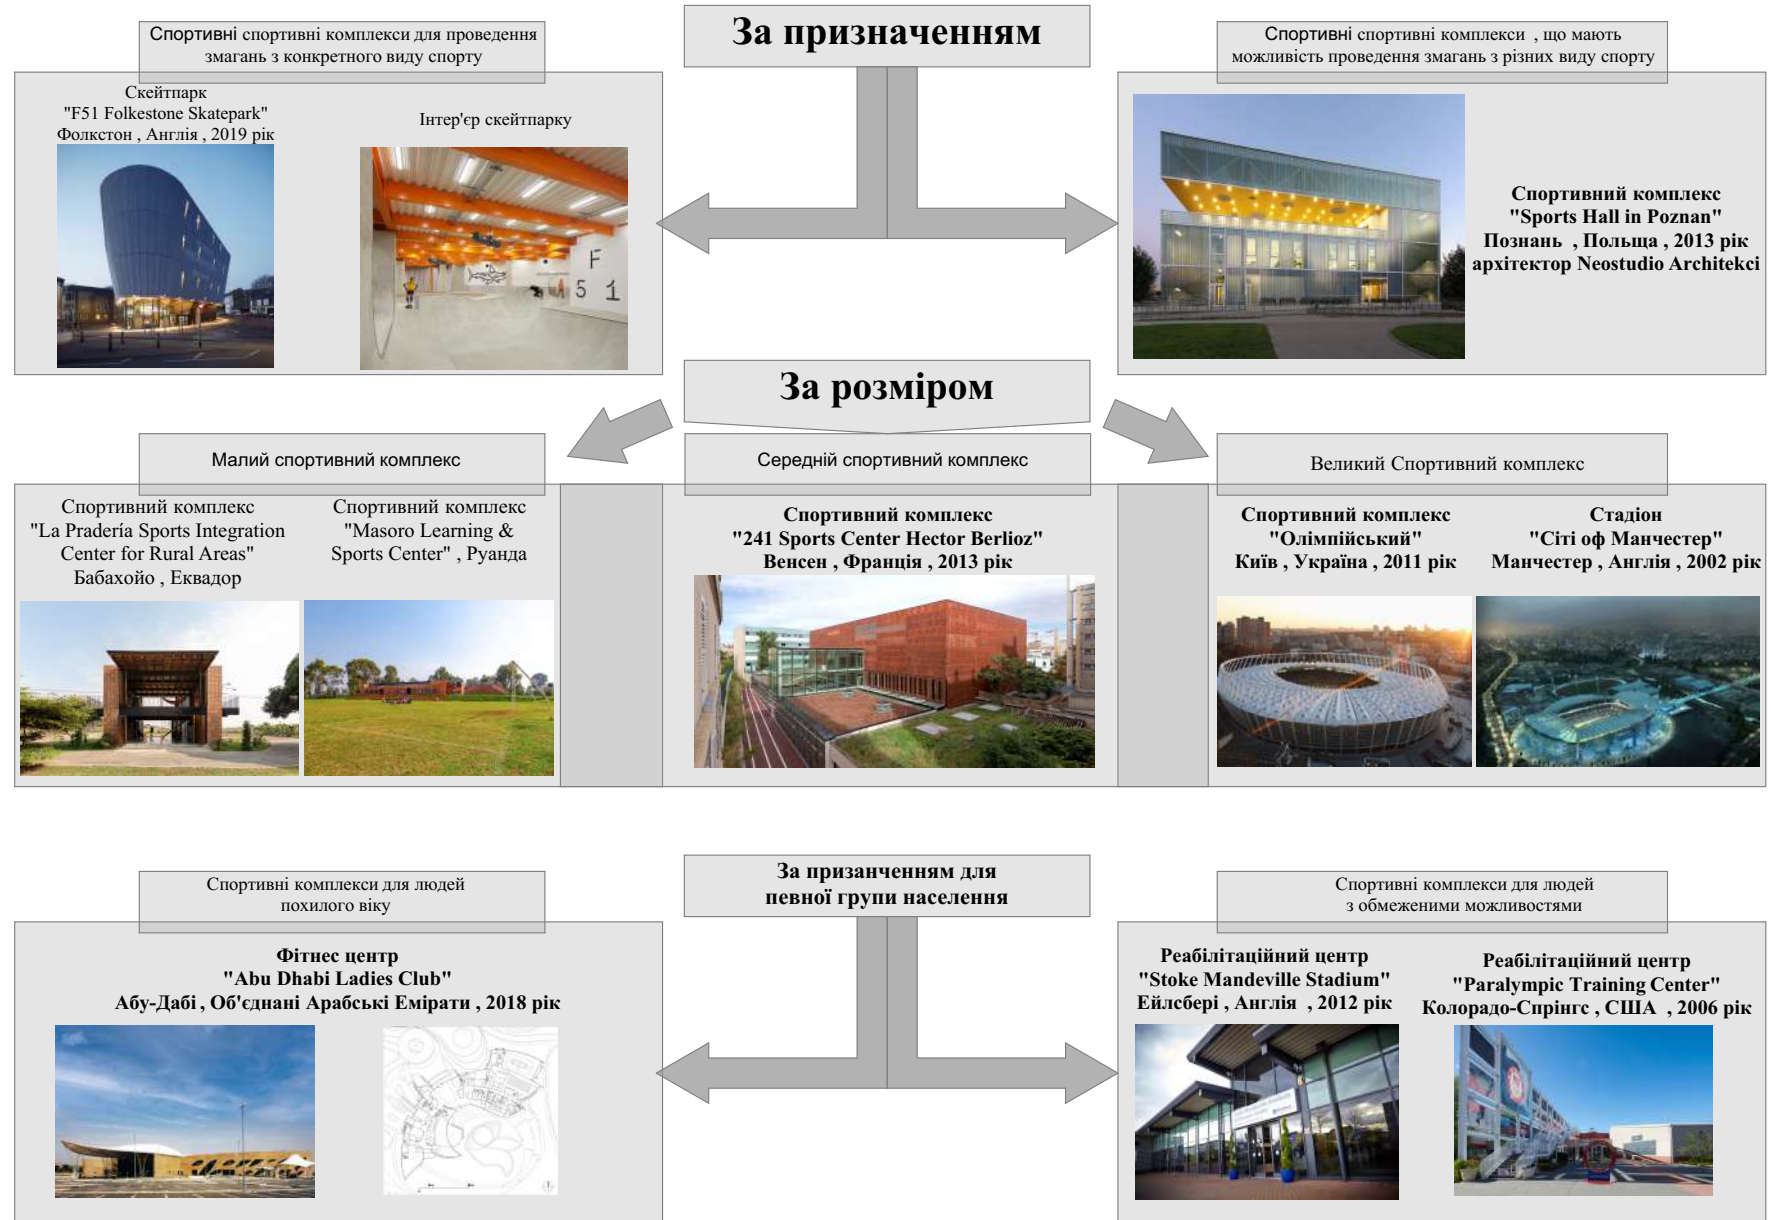 За призначенням
Спортивні спортивні комплекси для проведення
змагань з конкретного виду спорту
Скейтпарк
"F51 Folkestone Skatepark"
Фолкстон , Англія , 2019 рік
Інтер'єр скейтпарку
F
5 1
Спортивні спортивні комплекси , що мають
можливість проведення змагань з різних виду спорту
Спортивний комплекс
"Sports Hall in Poznan"
Познань , Польща , 2013 рік
архітектор Neostudio Architekci
За розміром
Малий спортивний комплекс
Спортивний комплекс
"La Pradería Sports Integration
Center for Rural Areas"
Бабахойо , Еквадор
Спортивний комплекс
"Masoro Learning &
Sports Center" , Руанда
Середній спортивний комплекс
Спортивний комплекс
"241 Sports Center Hector Berlioz"
Венсен , Франція , 2013 рік
Великий Спортивний комплекс
Спортивний комплекс
"Олімпійський"
Київ , Україна , 2011 рік
Стадіон
"Сіті оф Манчестер"
Манчестер , Англія , 2002 рік
За призанченням для
певної групи населення
Спортивні комплекси для людей
похилого віку
Фітнес центр
"Abu Dhabi Ladies Club"
Абу-Дабі , Об'єднані Арабські Емірати , 2018 рік
Спортивні комплекси для людей
з обмеженими можливостями
Реабілітаційний центр
"Stoke Mandeville Stadium"
Ейлсбері , Англія , 2012 рік
Реабілітаційний центр
"Paralympic Training Center"
Колорадо-Спрінгс , США , 2006 рік